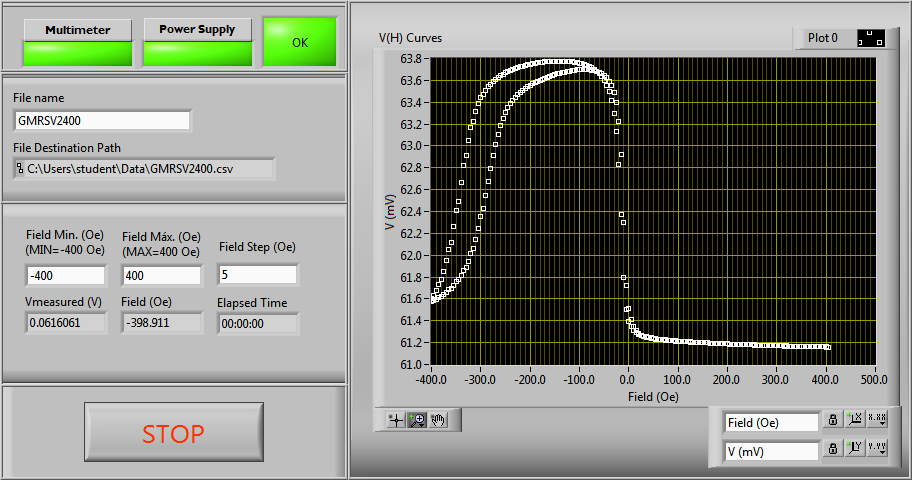 Multimeter
Power Supply
OK
File name
GMRSV2400
File Destination Path
C:\Users\student\Data\GMRSV2400.csv
Field Min. (Oe)
(MIN=-400 Oe)
Field Máx. (Oe)
(MAX=400 Oe)
Field Step (Oe)
-400
400
5
Vmeasured (V)
Field (Oe)
Elapsed Time
0.0616061
-398.911
00:00:00
STOP
V(H) Curves
Plot 0
V (mV)
63.8
63.6
63.4
63.2
63.0
62.8
62.6
62.4
62.2
62.0
61.8
61.6
61.4
61.2
61.0
-400.0 -300.0 -200.0 -100.0 0.0 100.0 200.0 300.0 400.0 500.0
Field (Oe)
Field (Oe)
X
X.XX
V (mV)
Y
Y.YY